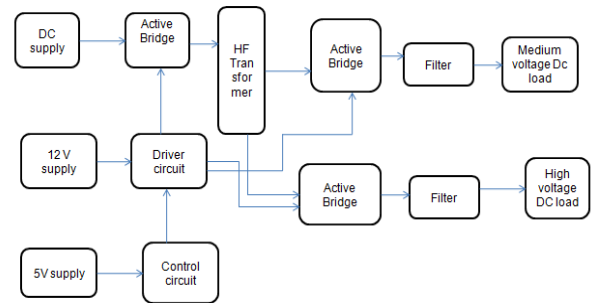 DC
supply
Active
Bridge
HF
Tran
sfor
mer
Active
Bridge
Filter
Medium
voltage Dc
load
12 V
supply
Driver
circuit
Active
Bridge
Filter
High
voltage
DC load
5V supply
Control
circuit